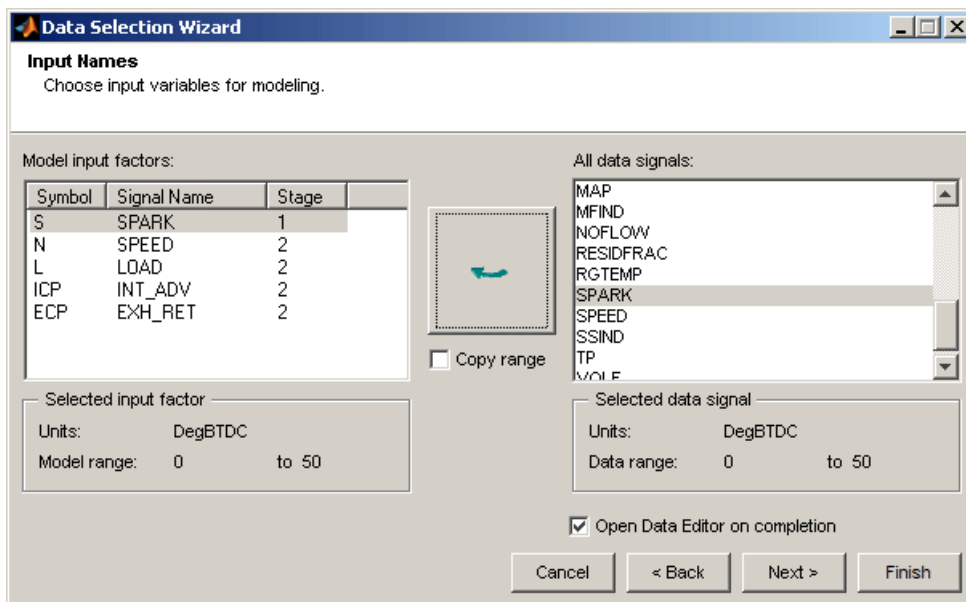 Data Selection Wizard
Input Names
Choose input variables for modeling.
Model input factors:
Symbol Signal Name Stage
S SPARK 1
N SPEED 2
L LOAD 2
ICP INT_ADV 2
ECP EXH_RET 2
Copy range
All data signals:
MAP
MFIND
NOFLOW
RESIDFRAC
RGTEMP
SPARK
SPEED
SSIND
TP
Selected input factor
Units: DegBTDC
Model range: 0 to 50
Selected data signal
Units: DegBTDC
Data range: 0 to 50
Open Data Editor on completion
Cancel < Back Next > Finish